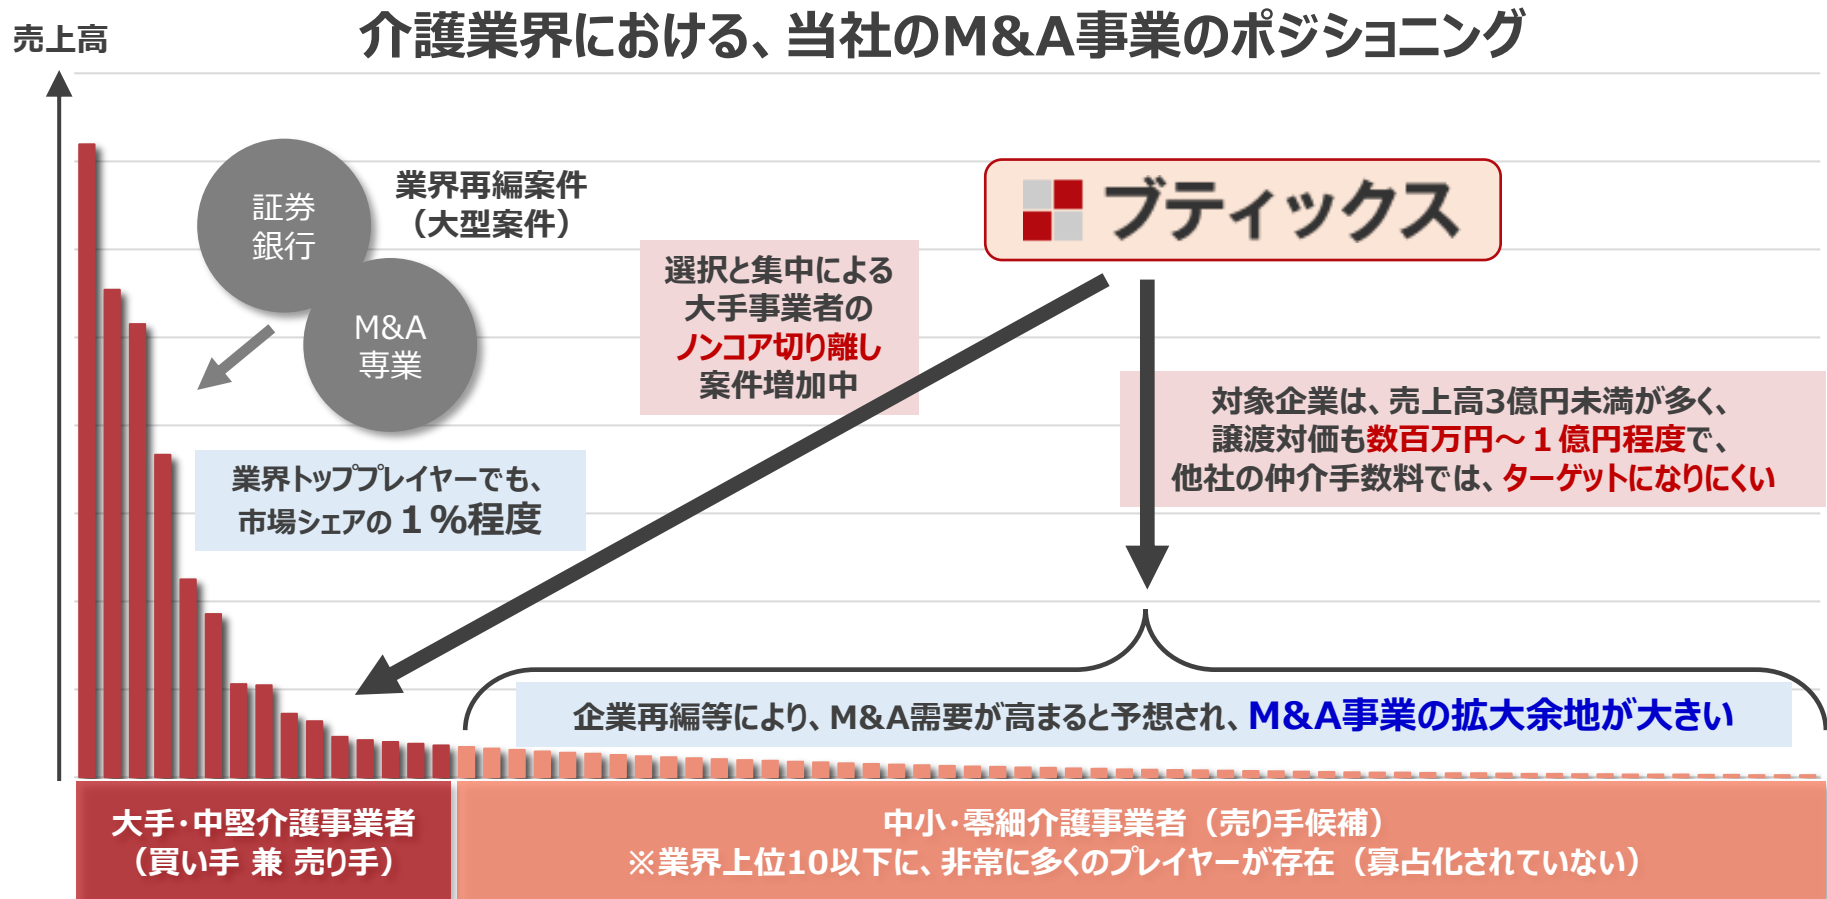 介護業界における、当社のM&A事業のポジショニング
売上高
証券
銀行
M&A
専業
業界再編案件
（大型案件）
ブティックス
選択と集中による
大手事業者の
ノンコア切り離し
案件増加中
対象企業は、売上高3億円未満が多く、
譲渡対価も数百万円～１億円程度で、
他社の仲介手数料では、ターゲットになりにくい
業界トッププレイヤーでも、
市場シェアの１%程度
企業再編等により、M&A需要が高まると予想され、M&A事業の拡大余地が大きい
大手・中堅介護事業者
（買い手 兼 売り手）
中小・零細介護事業者（売り手候補）
※業界上位10以下に、非常に多くのプレイヤーが存在（寡占化されていない）